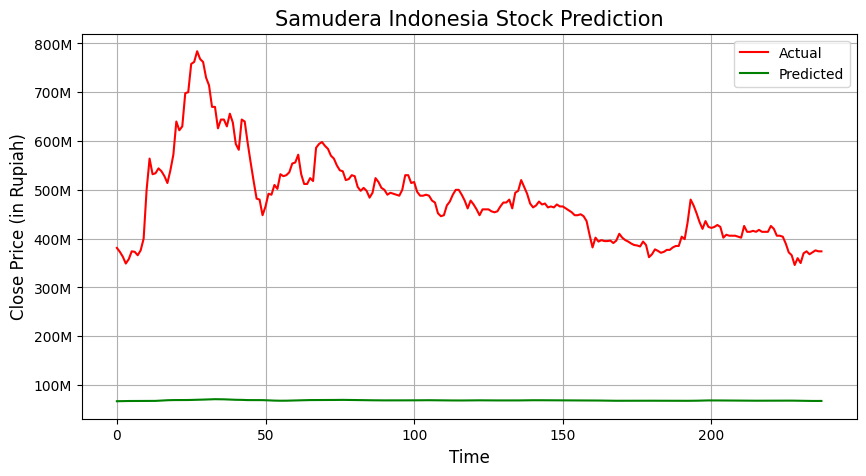 Samudera Indonesia Stock Prediction
Actual
Predicted
Close Price (in Rupiah)
800M
700M
600M
500M
400M
300M
200M
100M
0
50
100
150
200
Time